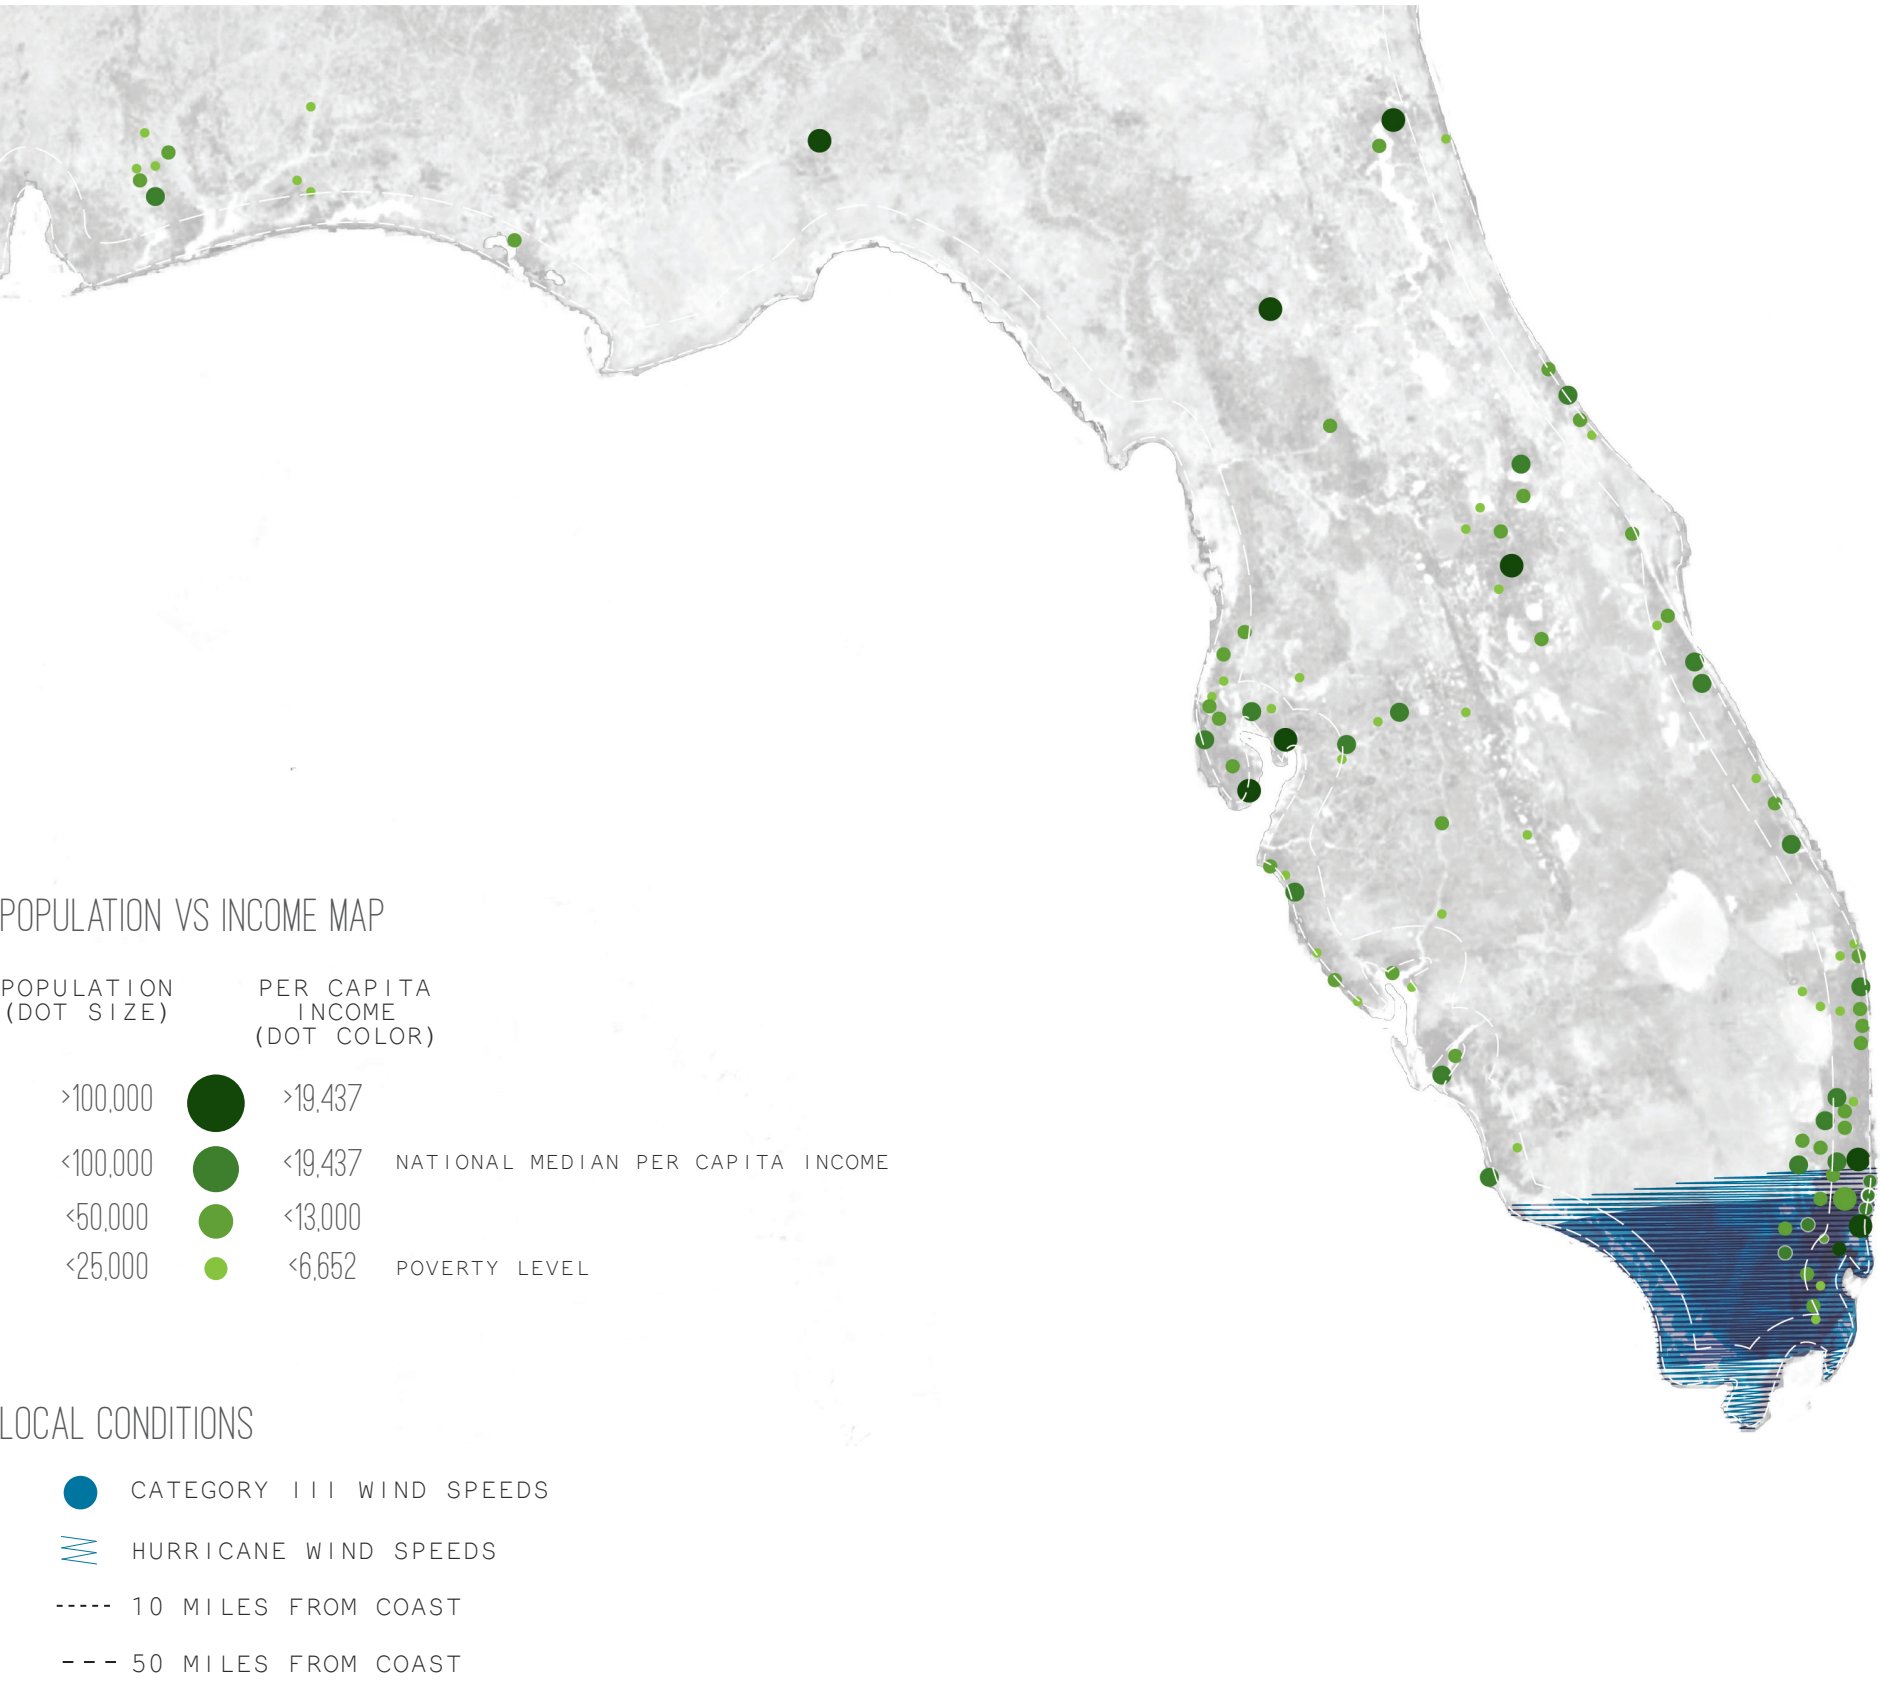 POPULATION VS INCOME MAP
POPULATION
(DOT SIZE)
PER CAPITA
INCOME
(DOT COLOR)
>100,000 >19,437
<100,000 <19,437 NATIONAL MEDIAN PER CAPITA INCOME
<50,000 <13,000
<25,000 <6,652 POVERTY LEVEL
LOCAL CONDITIONS
CATEGORY III WIND SPEEDS
HURRICANE WIND SPEEDS
10 MILES FROM COAST
50 MILES FROM COAST